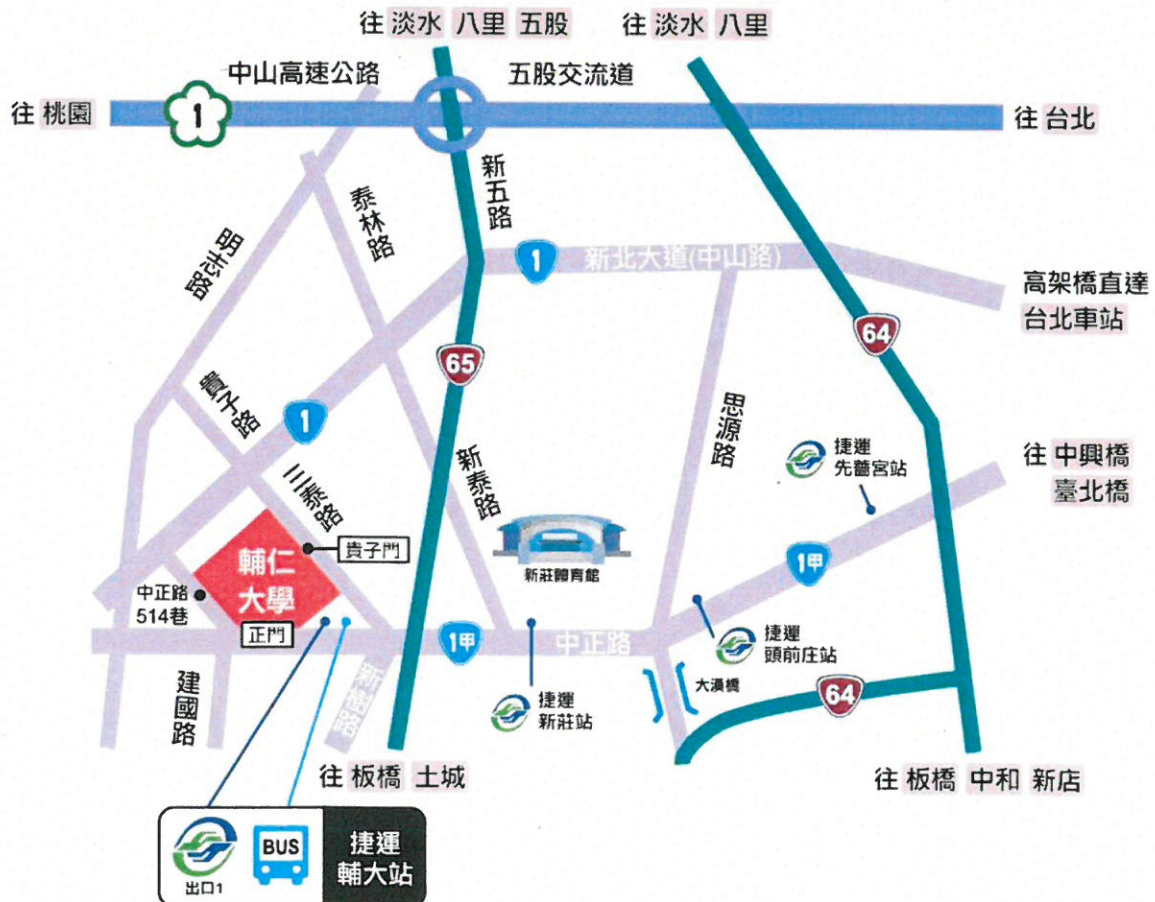 往 淡水 八里 五股
往 淡水 八里
中山高速公路
五股交流道
往 桃園
1
往 台北
新五路
泰林路
明志路
1
新北大道(中山路)
高架橋直達
台北車站
64
65
貴子路
1
思源路
捷運
先嗇宮站
往 中興橋
臺北橋
新泰路
三泰路
貴子門
新莊體育館
1甲
輔仁
大學
中正路
514巷
正門
1甲
中正路
捷運
頭前庄站
大漢橋
64
建國路
捷運
新莊站
往 板橋 土城
往 板橋 中和 新店
出口1
BUS
捷運
輔大站